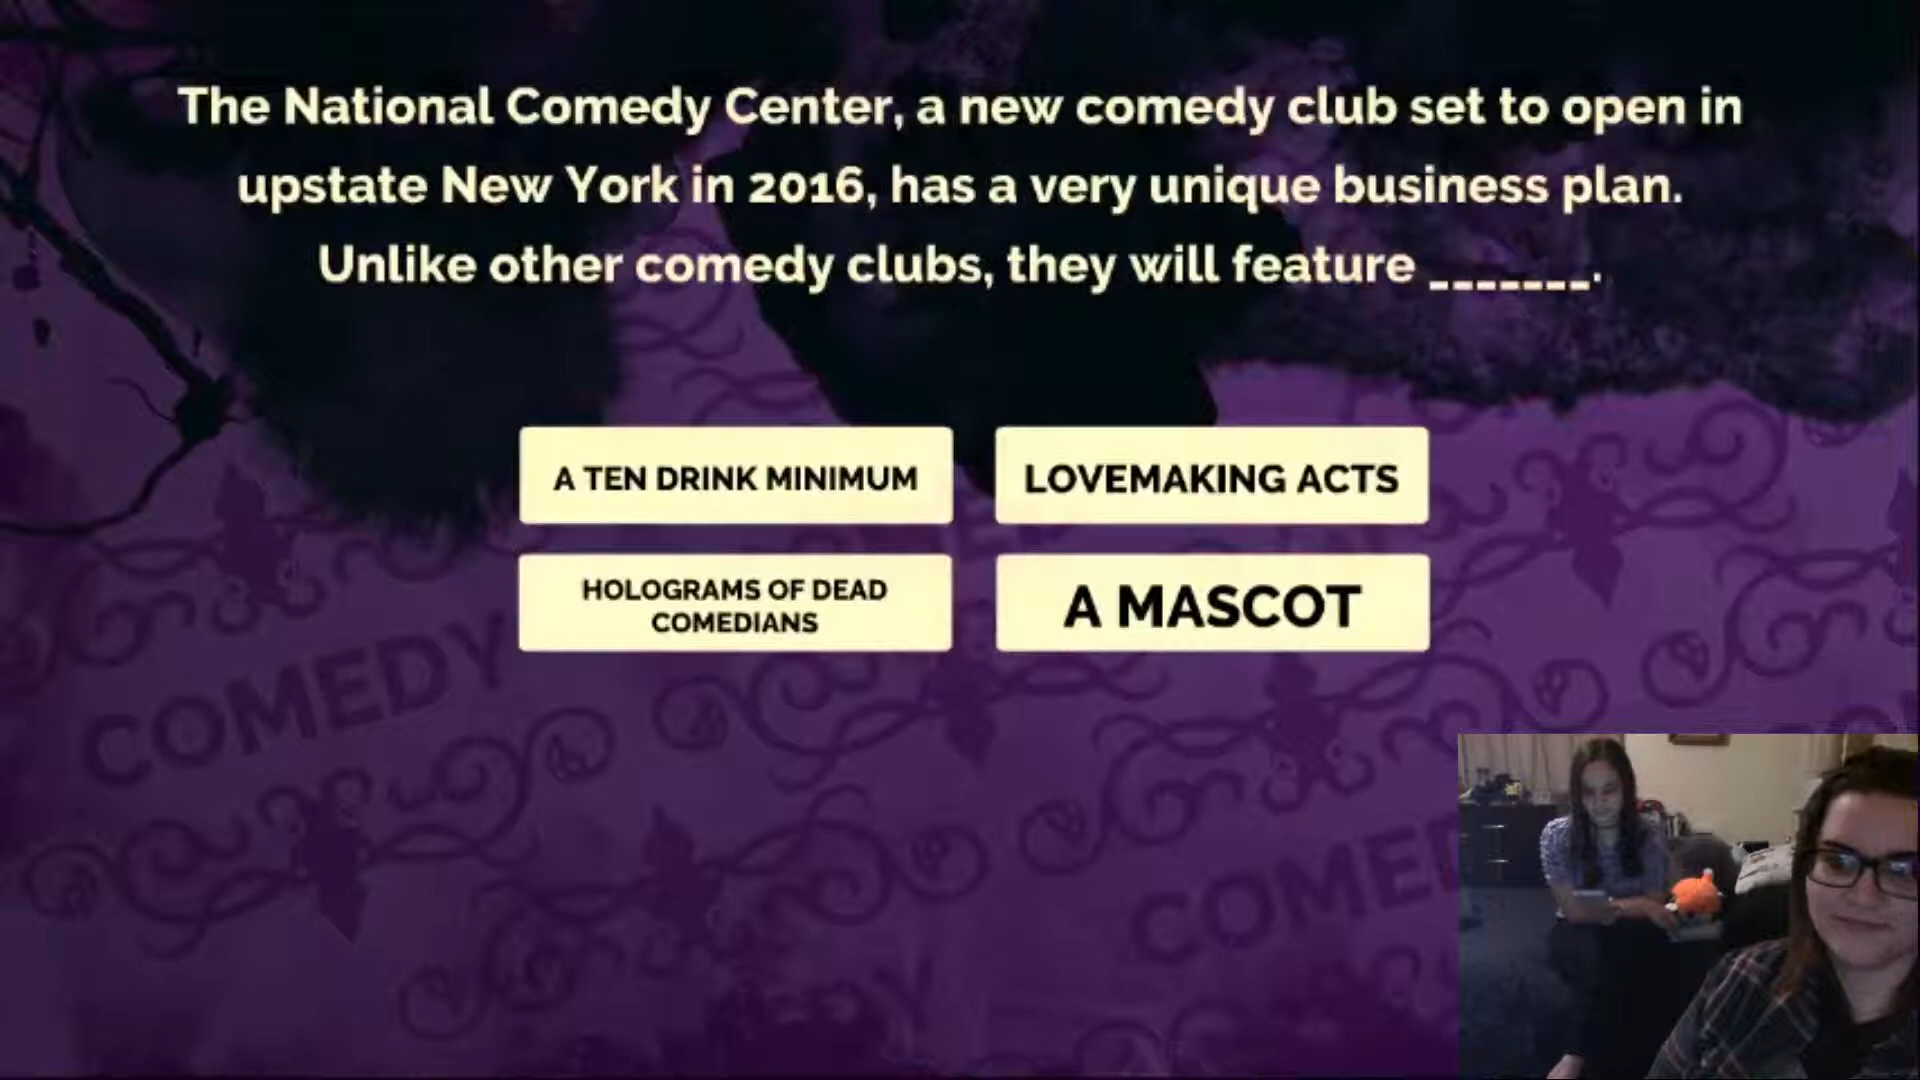 The National Comedy Center, a new comedy club set to open in
upstate New York in 2016, has a very unique business plan.
Unlike other comedy clubs, they will feature _______.
A TEN DRINK MINIMUM
LOVEMAKING ACTS
HOLOGRAMS OF DEAD
COMEDIANS
A MASCOT
COMEDY